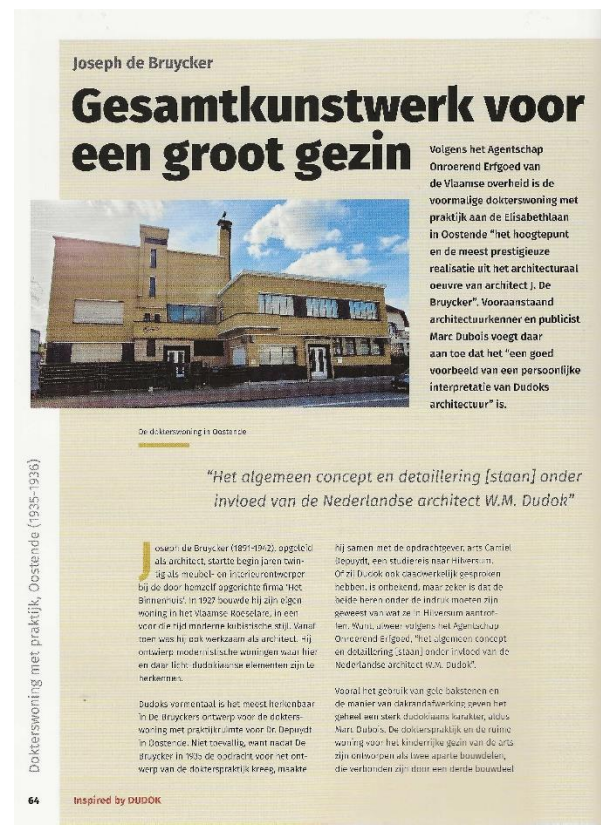 Joseph de Bruycker
Gesamtkunstwerk voor
een groot gezin
Volgens het Agentschap
Onroerend Erfgoed van
de Vlaamse overheid is de
voormalige dokterswoning met
praktijk aan de Elisabethlaan
in Oostende “het hoogtepunt
en de meest prestigieuze
realisatie uit het architecturaal
oeuvre van architect J. De
Bruycker”. Vooraanstaand
architectuurkenner en publicist
Marc Dubois voegt daar
aan toe dat het “een goed
voorbeeld van een persoonlijke
interpretatie van Dudoks
architectuur” is.
De dokterswoning in Oostende
“Het algemeen concept en detaillering [staan] onder
invloed van de Nederlandse architect W.M. Dudok”
Dokterswoning met praktijk, Oostende (1935-1936)
Joseph de Bruycker (1891-1942), opgeleid
als architect, startte begin jaren twin-
tig als meubel- en interieurontwerper
bij de door hemzelf opgerichte firma ‘Het
Binnenhuis’. In 1927 bouwde hij zijn eigen
woning in het Vlaamse Roeselare, in een
voor die tijd moderne kubistische stijl. Vanaf
toen was hij ook werkzaam als architect. Hij
ontwierp modernistische woningen waar hier
en daar licht dudokiaanse elementen zijn te
herkennen.
Dudoks vormentaal is het meest herkenbaar
in De Bruyckers ontwerp voor de dokters-
woning met praktijkruimte voor Dr. Depuydt
in Oostende. Niet toevallig, want nadat De
Bruycker in 1935 de opdracht voor het ont-
werp van de dokterspraktijk kreeg, maakte
hij samen met de opdrachtgever, arts Camiel
Depuydt, een studiereis naar Hilversum.
Of zij Dudok ook daadwerkelijk gesproken
hebben, is onbekend, maar zeker is dat de
beide heren onder de indruk moeten zijn
geweest van wat ze in Hilversum aantrof-
fen. Want, alweer volgens het Agentschap
Onroerend Erfgoed, “het algemeen concept
en detaillering [staan] onder invloed van de
Nederlandse architect W.M. Dudok”.
Vooral het gebruik van gele bakstenen en
de manier van dakrandafwerking geven het
geheel een sterk dudokiaans karakter, aldus
Marc Dubois. De dokterspraktijk en de ruime
woning voor het kinderrijke gezin van de arts
zijn ontworpen als twee aparte bouwdelen,
die verbonden zijn door een derde bouwdeel
64 Inspired by DUDOK